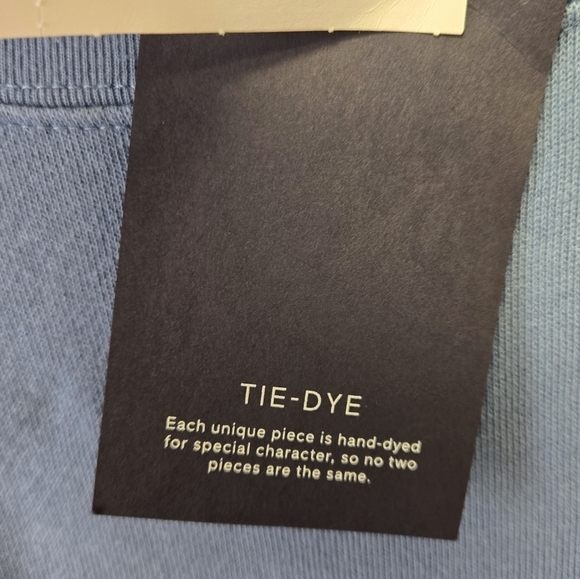 TIE-DYE
Each unique piece is hand-dyed
for special character, so no two
pieces are the same.